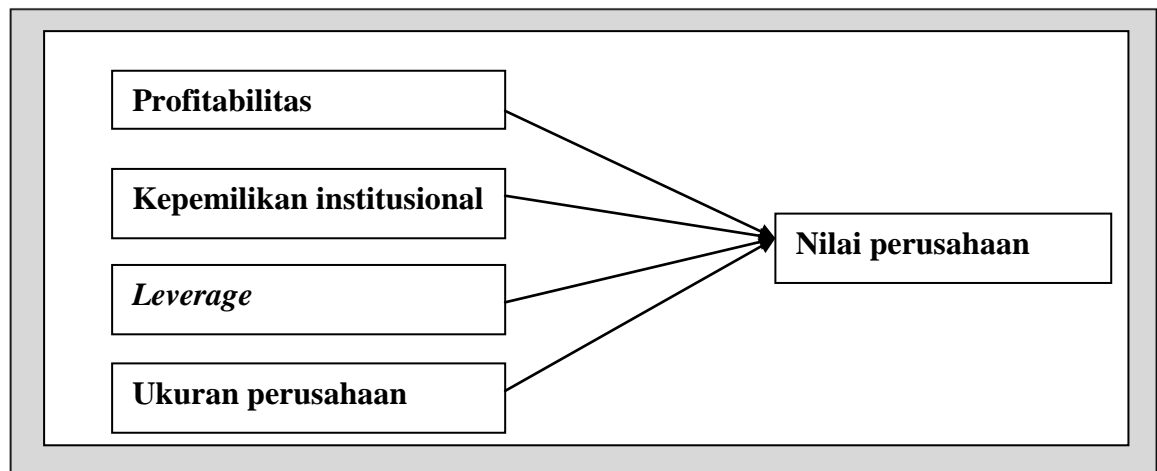 Profitabilitas
Kepemilikan institusional
Leverage
Ukuran perusahaan
Nilai perusahaan